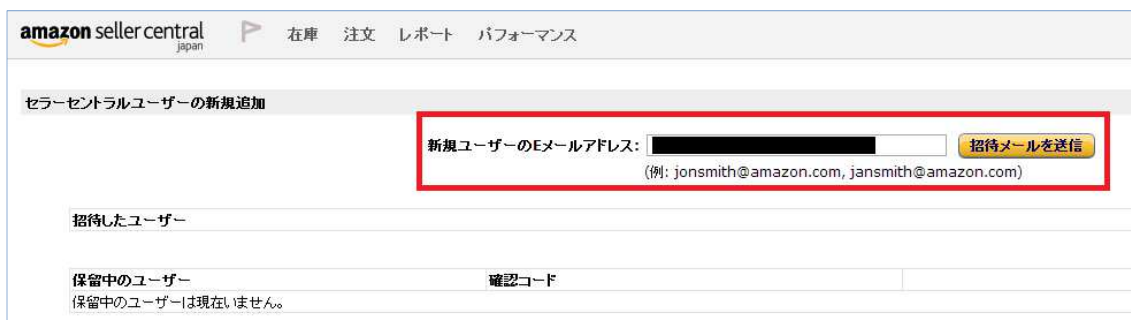 amazon seller central
japan
在庫 注文 レポート パフォーマンス
セラーセントラルユーザーの新規追加
新規ユーザーのEメールアドレス: 招待メールを送信
(例: jonsmith@amazon.com, jansmith@amazon.com)
招待したユーザー
保留中のユーザー 確認コード
保留中のユーザーは現在いません。